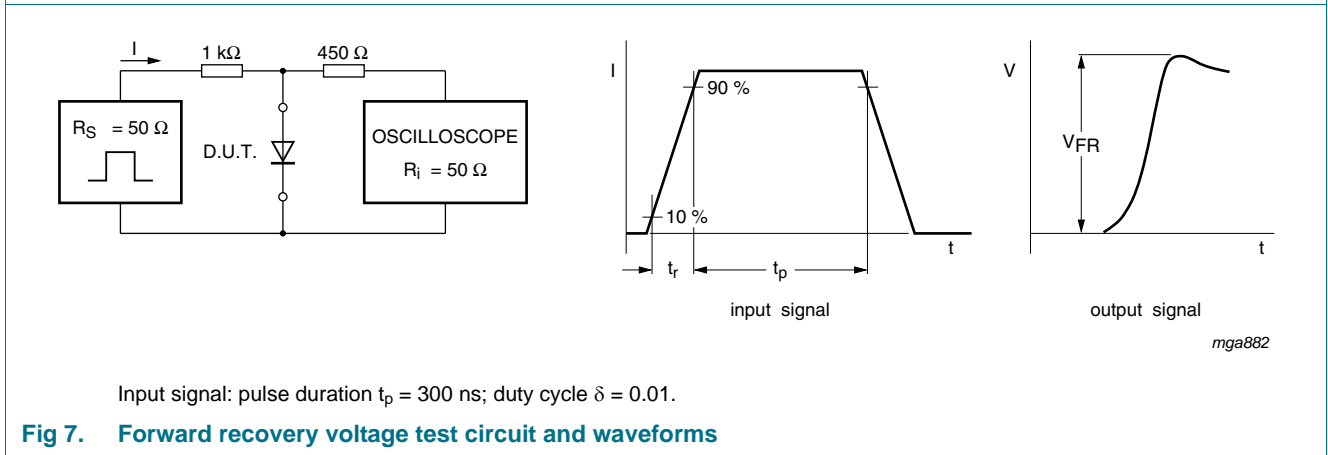 I
1 kΩ
450 Ω
R_S = 50 Ω
D.U.T.
OSCILLOSCOPE
R_i = 50 Ω
I
90 %
10 %
t
t_r
t_p
input signal
V
V_FR
t
output signal
mga882
Input signal: pulse duration t_p = 300 ns; duty cycle δ = 0.01.
Fig 7. Forward recovery voltage test circuit and waveforms